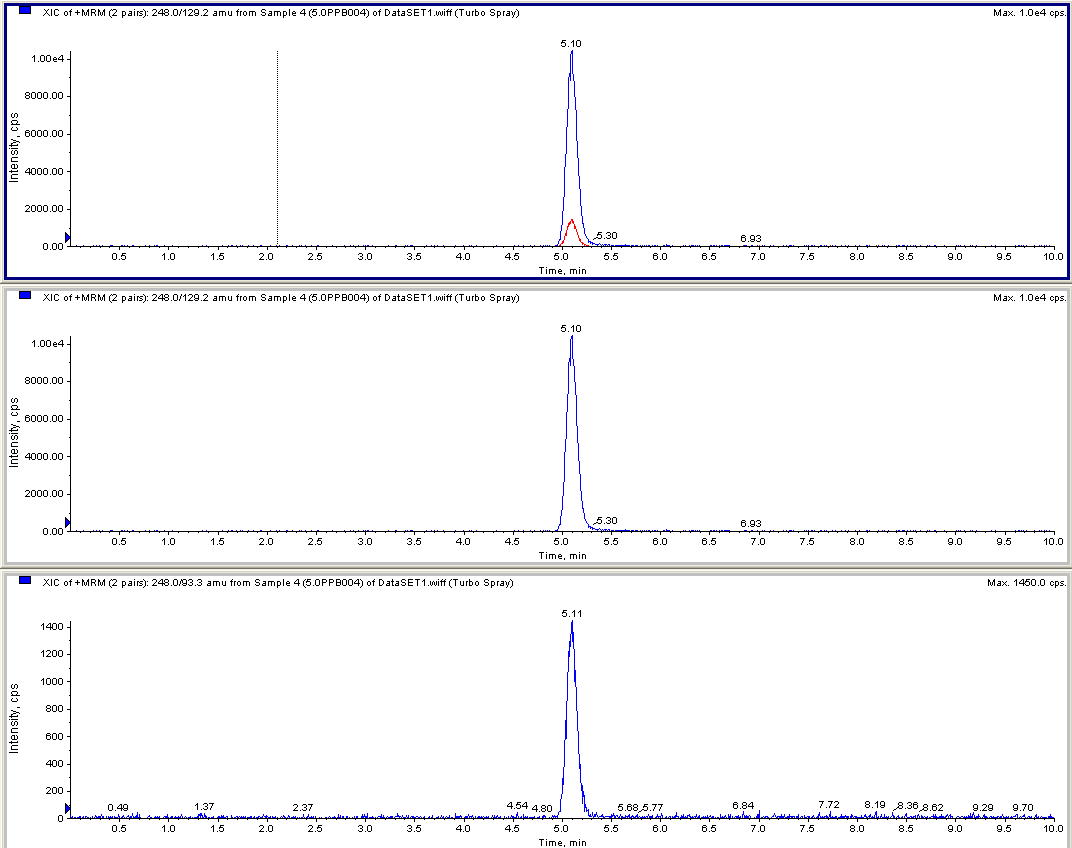 XIC of +MRM (2 pairs): 248.0/129.2 amu from Sample 4 (5.0PPB004) of DataSET1.wiff (Turbo Spray) Max. 1.0e4 cps.
5.10
1.00e4
8000.00
6000.00
4000.00
2000.00
0.00
Intensity, cps
5.30
6.93
0.5 1.0 1.5 2.0 2.5 3.0 3.5 4.0 4.5 5.0 5.5 6.0 6.5 7.0 7.5 8.0 8.5 9.0 9.5 10.0
Time, min
XIC of +MRM (2 pairs): 248.0/129.2 amu from Sample 4 (5.0PPB004) of DataSET1.wiff (Turbo Spray) Max. 1.0e4 cps.
5.10
1.00e4
8000.00
6000.00
4000.00
2000.00
0.00
Intensity, cps
5.30
6.93
0.5 1.0 1.5 2.0 2.5 3.0 3.5 4.0 4.5 5.0 5.5 6.0 6.5 7.0 7.5 8.0 8.5 9.0 9.5 10.0
Time, min
XIC of +MRM (2 pairs): 248.0/93.3 amu from Sample 4 (5.0PPB004) of DataSET1.wiff (Turbo Spray) Max. 1450.0 cps.
5.11
1400
1200
1000
800
600
400
200
0
Intensity, cps
0.49 1.37 2.37 4.54 4.80 5.68 5.77 6.84 7.72 8.19 8.36 8.62 9.29 9.70
0.5 1.0 1.5 2.0 2.5 3.0 3.5 4.0 4.5 5.0 5.5 6.0 6.5 7.0 7.5 8.0 8.5 9.0 9.5 10.0
Time, min